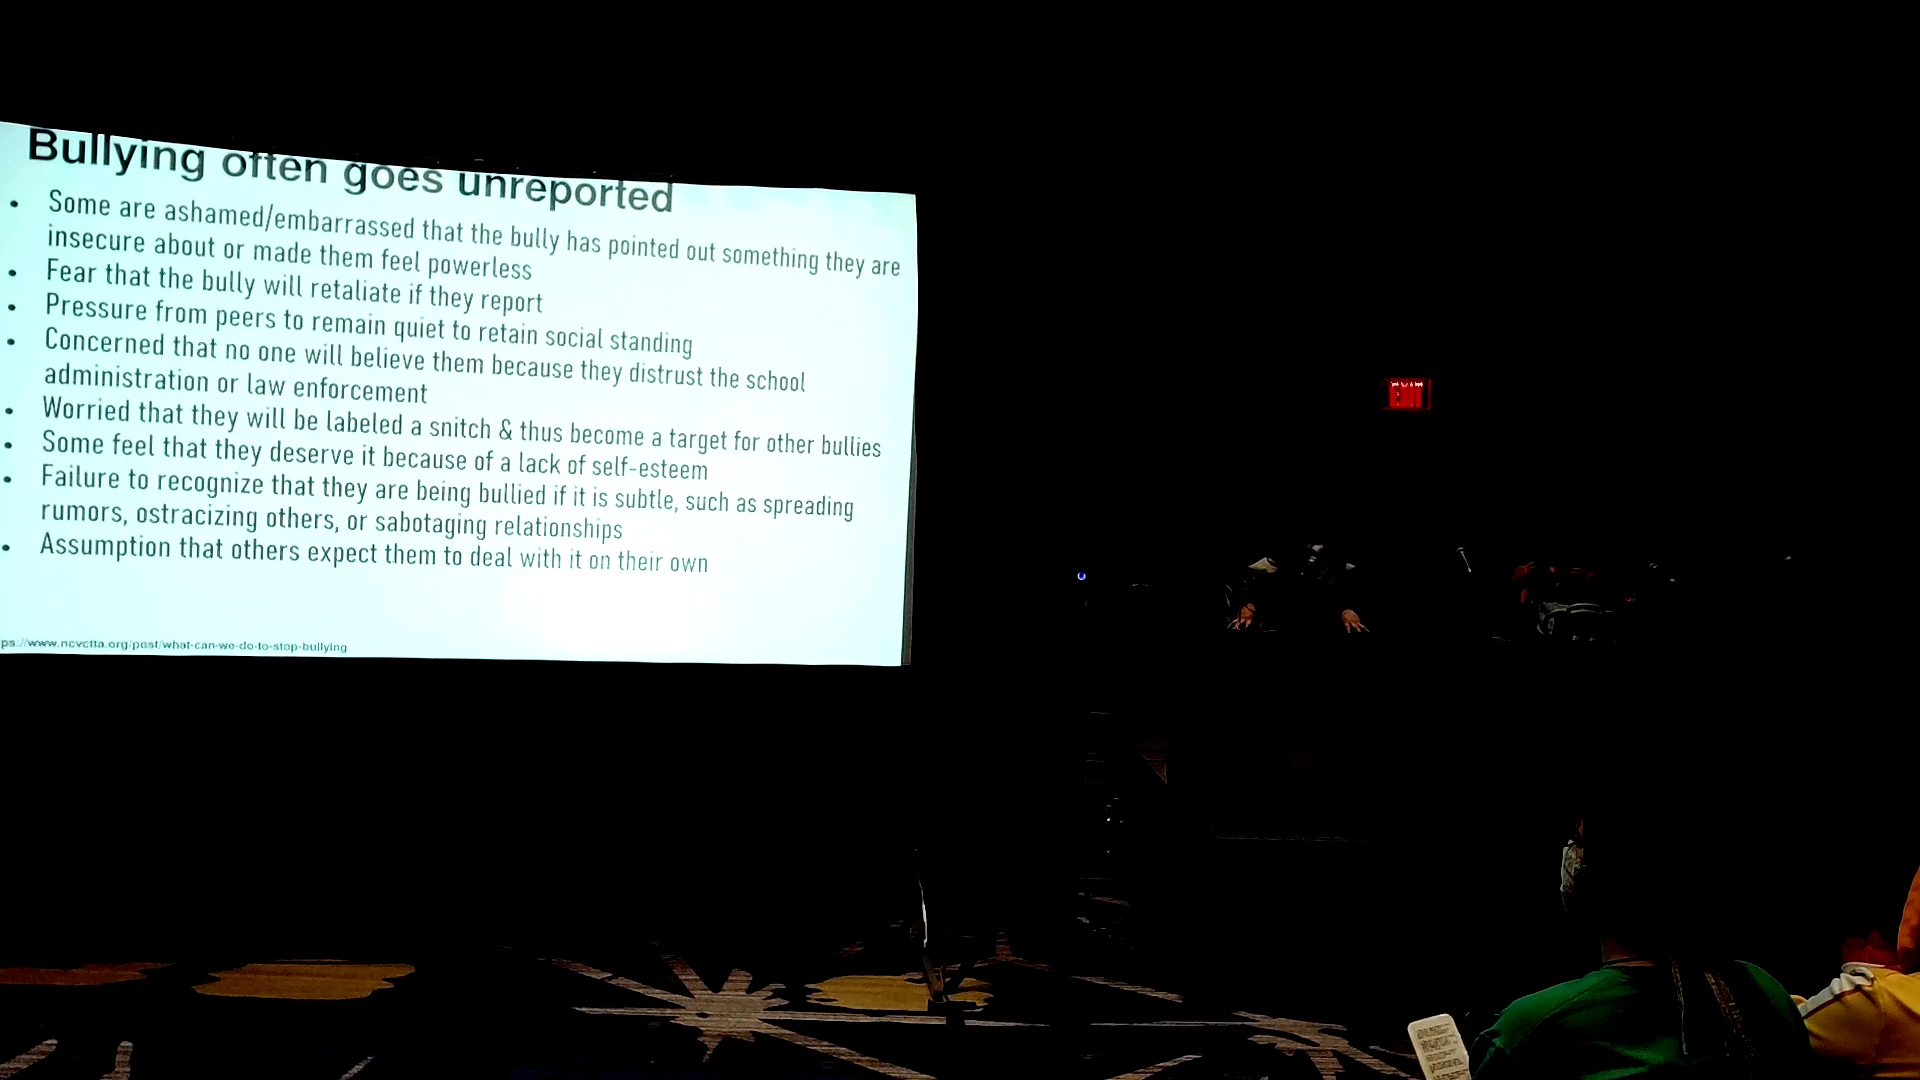 Bullying often goes unreported
• Some are ashamed/embarrassed that the bully has pointed out something they are
insecure about or made them feel powerless
• Fear that the bully will retaliate if they report
• Pressure from peers to remain quiet to retain social standing
• Concerned that no one will believe them because they distrust the school
administration or law enforcement
• Worried that they will be labeled a snitch & thus become a target for other bullies
• Some feel that they deserve it because of a lack of self-esteem
• Failure to recognize that they are being bullied if it is subtle, such as spreading
rumors, ostracizing others, or sabotaging relationships
• Assumption that others expect them to deal with it on their own
ps://www.ncvctta.org/post/what-can-we-do-to-stop-bullying
EXIT